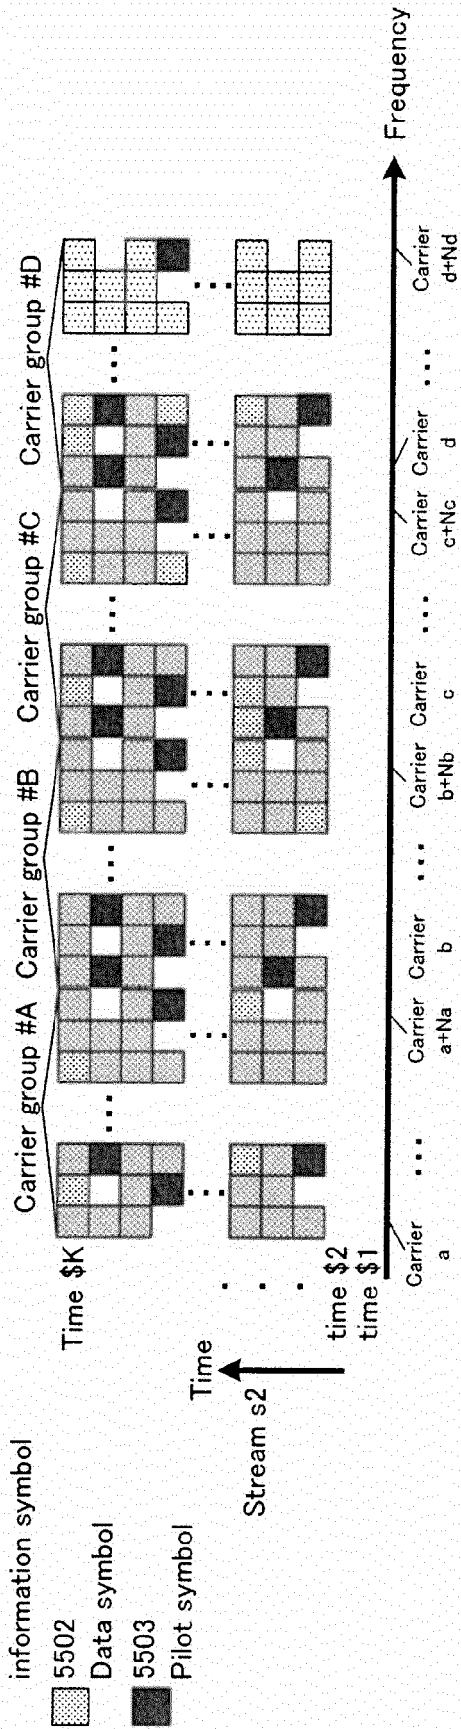 information symbol
5502
Data symbol
5503
Pilot symbol
Carrier group #A
Carrier group #B
Carrier group #C
Carrier group #D
Time $K
Time
Stream s2
time $2
time $1
Carrier a
Carrier a+Na
Carrier b
Carrier b+Nb
Carrier c
Carrier c+Nc
Carrier d
Carrier d+Nd
Frequency